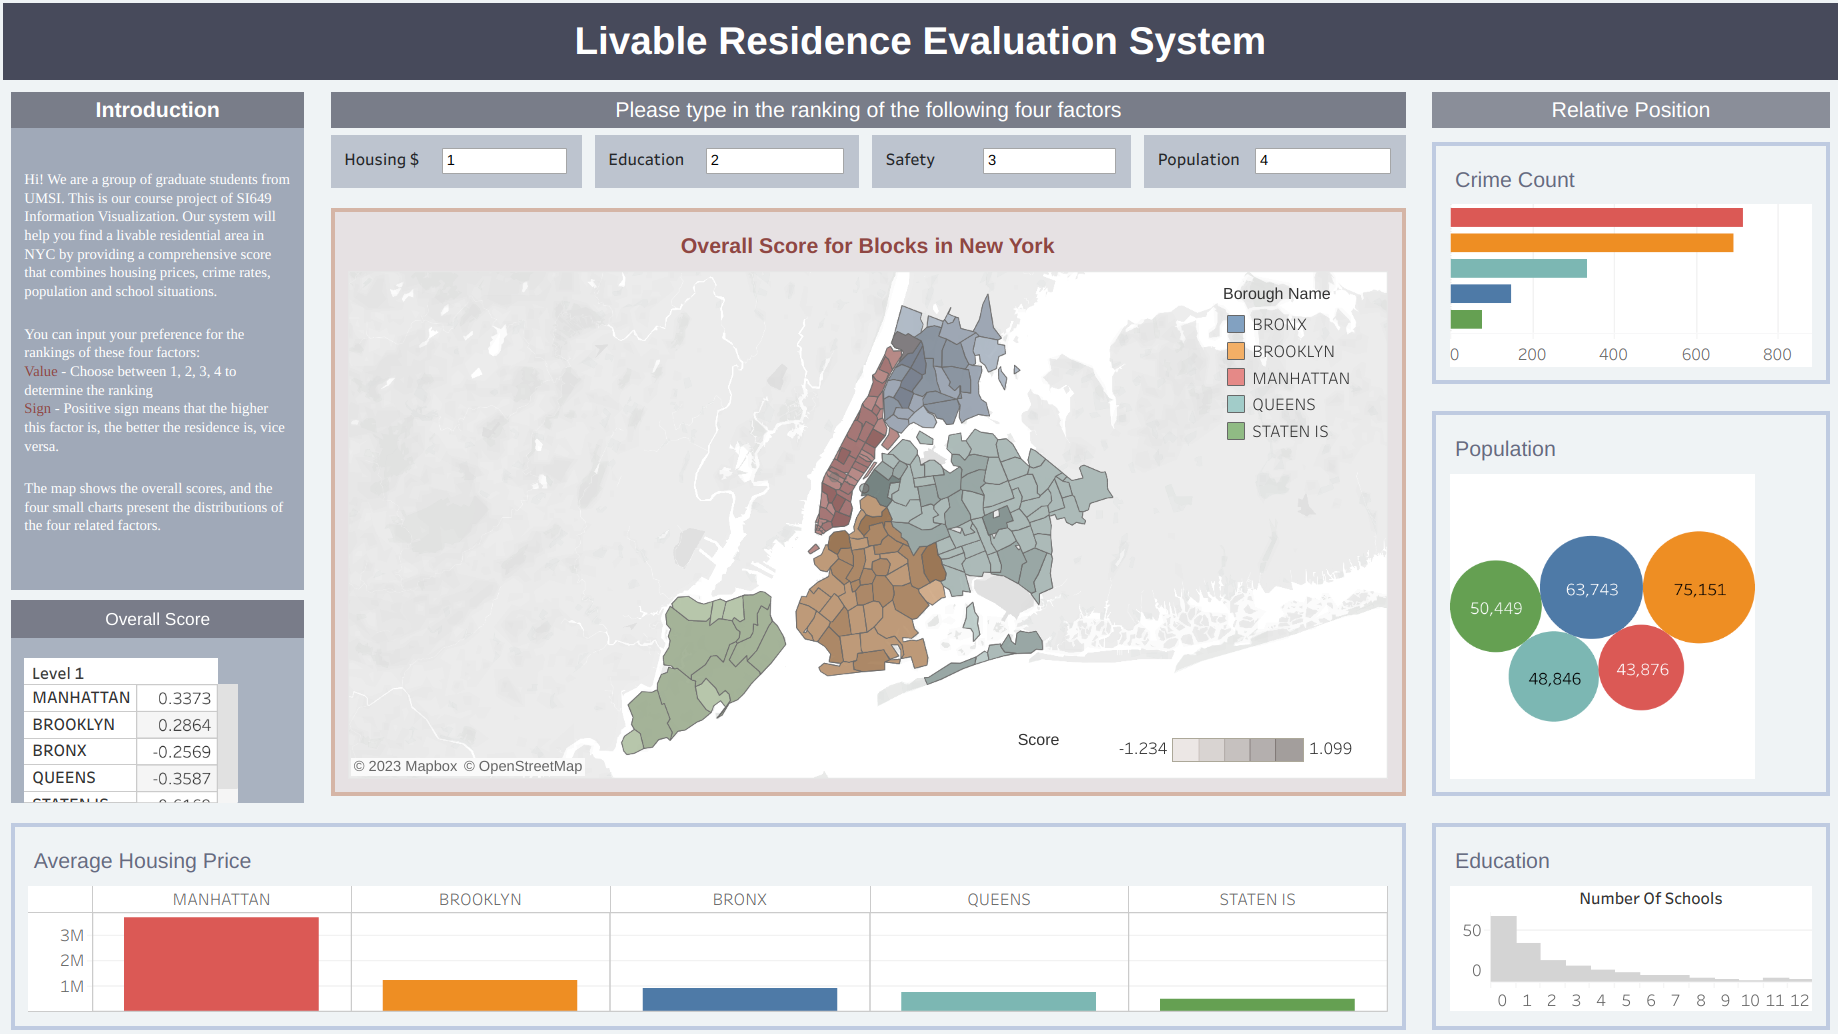 Livable Residence Evaluation System
Introduction
Hi! We are a group of graduate students from
UMSI. This is our course project of SI649
Information Visualization. Our system will
help you find a livable residential area in
NYC by providing a comprehensive score
that combines housing prices, crime rates,
population and school situations.
You can input your preference for the
rankings of these four factors:
Value - Choose between 1, 2, 3, 4 to
determine the ranking
Sign - Positive sign means that the higher
this factor is, the better the residence is, vice
versa.
The map shows the overall scores, and the
four small charts present the distributions of
the four related factors.
Overall Score
Level 1
MANHATTAN 0.3373
BROOKLYN 0.2864
BRONX -0.2569
QUEENS -0.3587
Please type in the ranking of the following four factors
Housing $ 1
Education 2
Safety 3
Population 4
Overall Score for Blocks in New York
Borough Name
BRONX
BROOKLYN
MANHATTAN
QUEENS
STATEN IS
Score -1.234 1.099
© 2023 Mapbox © OpenStreetMap
Relative Position
Crime Count
0 200 400 600 800
Population
63,743
75,151
50,449
48,846
43,876
Average Housing Price
MANHATTAN BROOKLYN BRONX QUEENS STATEN IS
3M
2M
1M
Education
Number Of Schools
50
0
0 1 2 3 4 5 6 7 8 9 10 11 12